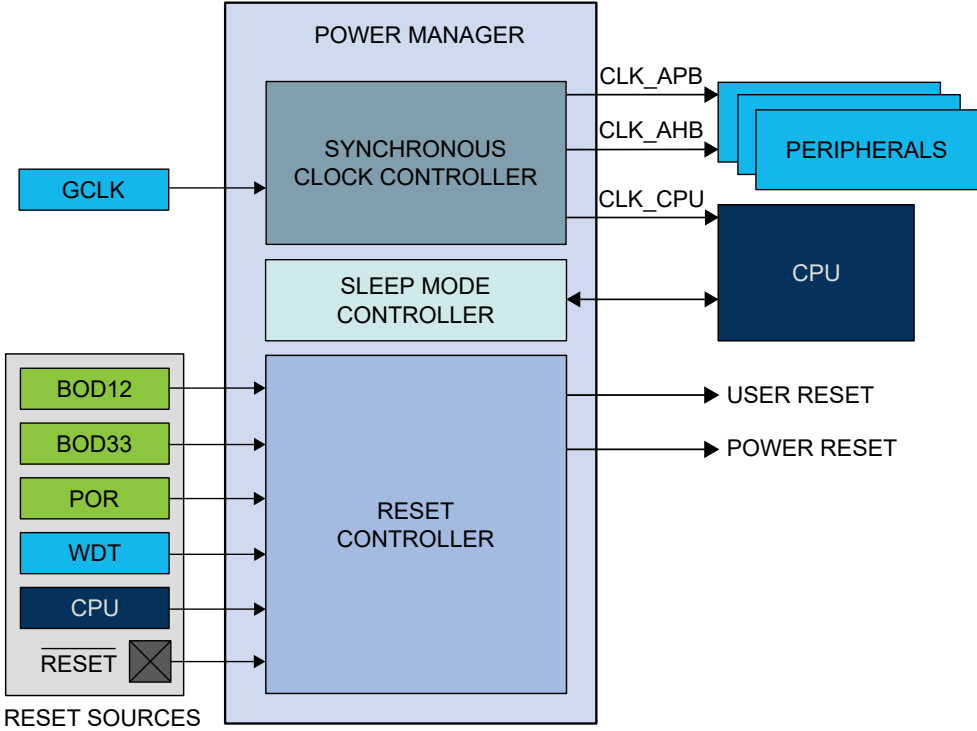 POWER MANAGER
SYNCHRONOUS
CLOCK CONTROLLER
CLK_APB
CLK_AHB
CLK_CPU
PERIPHERALS
GCLK
CPU
SLEEP MODE
CONTROLLER
BOD12
BOD33
POR
WDT
CPU
RESET
RESET SOURCES
RESET
CONTROLLER
USER RESET
POWER RESET